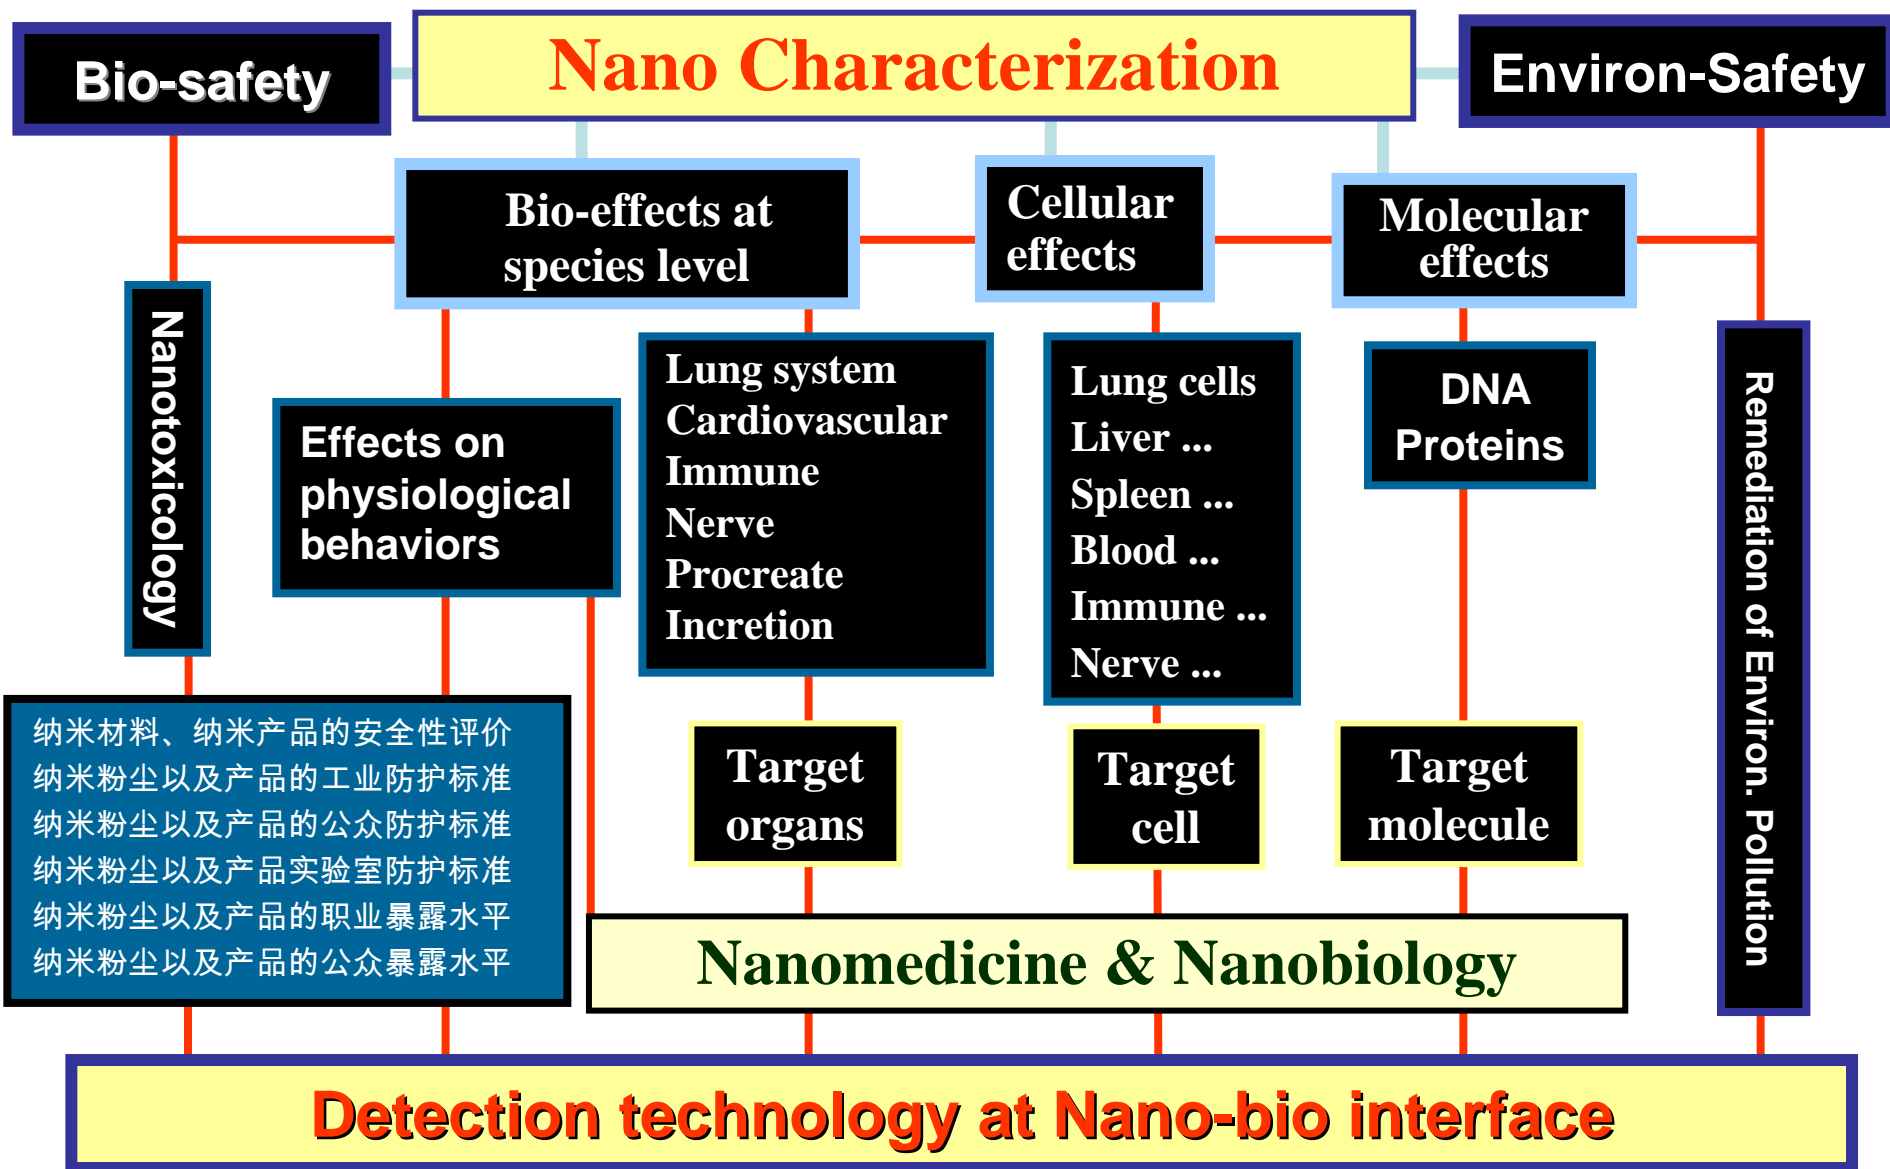 Bio-safety
Nano Characterization
Environ-Safety
Bio-effects at
species level
Cellular
effects
Molecular
effects
Nanotoxicology
Effects on
physiological
behaviors
Lung system
Cardiovascular
Immune
Nerve
Procreate
Incretion
Lung cells
Liver ...
Spleen ...
Blood ...
Immune ...
Nerve ...
DNA
Proteins
Remediation of Environ. Pollution
纳米材料、纳米产品的安全性评价
纳米粉尘以及产品的工业防护标准
纳米粉尘以及产品的公众防护标准
纳米粉尘以及产品实验室防护标准
纳米粉尘以及产品的职业暴露水平
纳米粉尘以及产品的公众暴露水平
Target
organs
Target
cell
Target
molecule
Nanomedicine & Nanobiology
Detection technology at Nano-bio interface